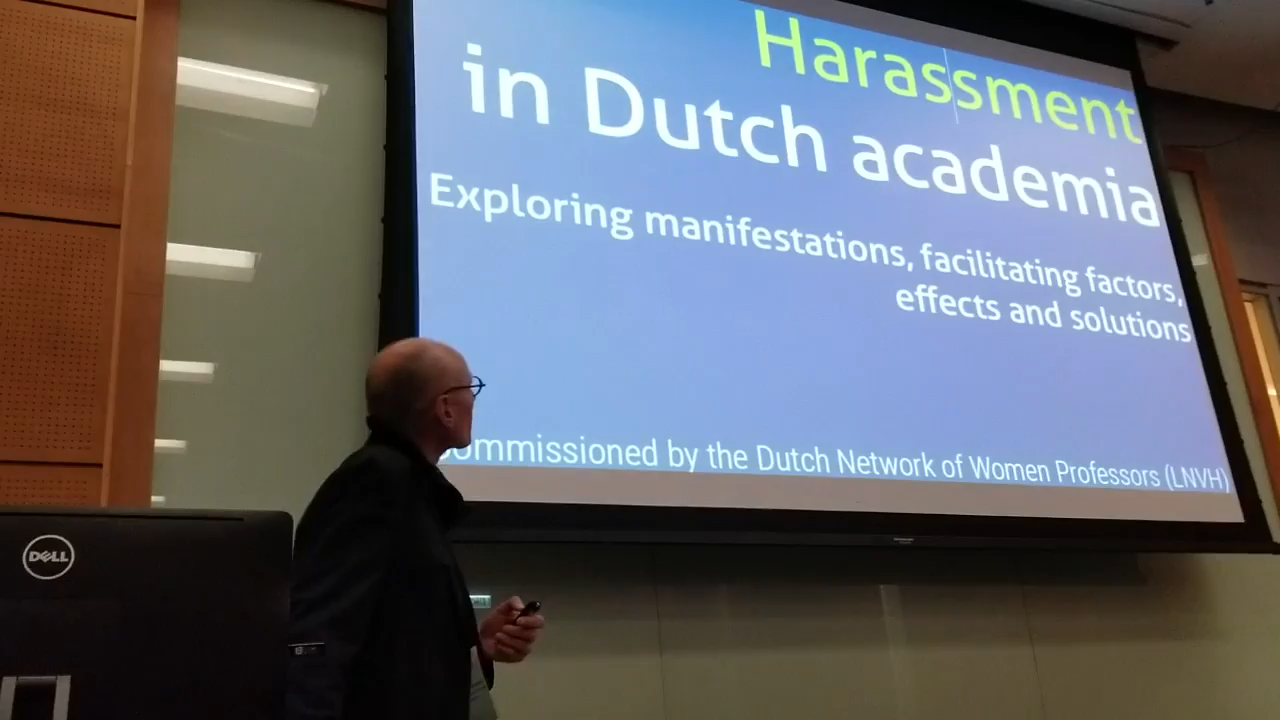 Harassment
in Dutch academia
Exploring manifestations, facilitating factors,
effects and solutions
ommissioned by the Dutch Network of Women Professors (LNVH)
DELL